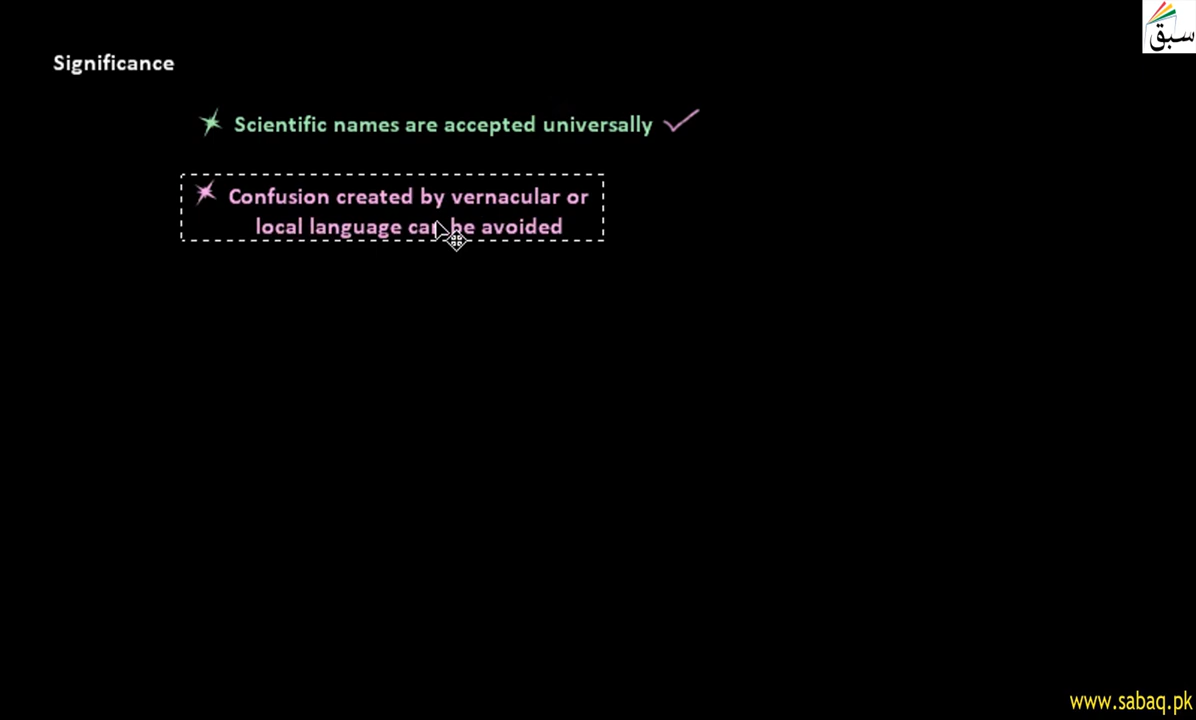 سبق
Significance
Scientific names are accepted universally
Confusion created by vernacular or
local language can be avoided
www.sabaq.pk